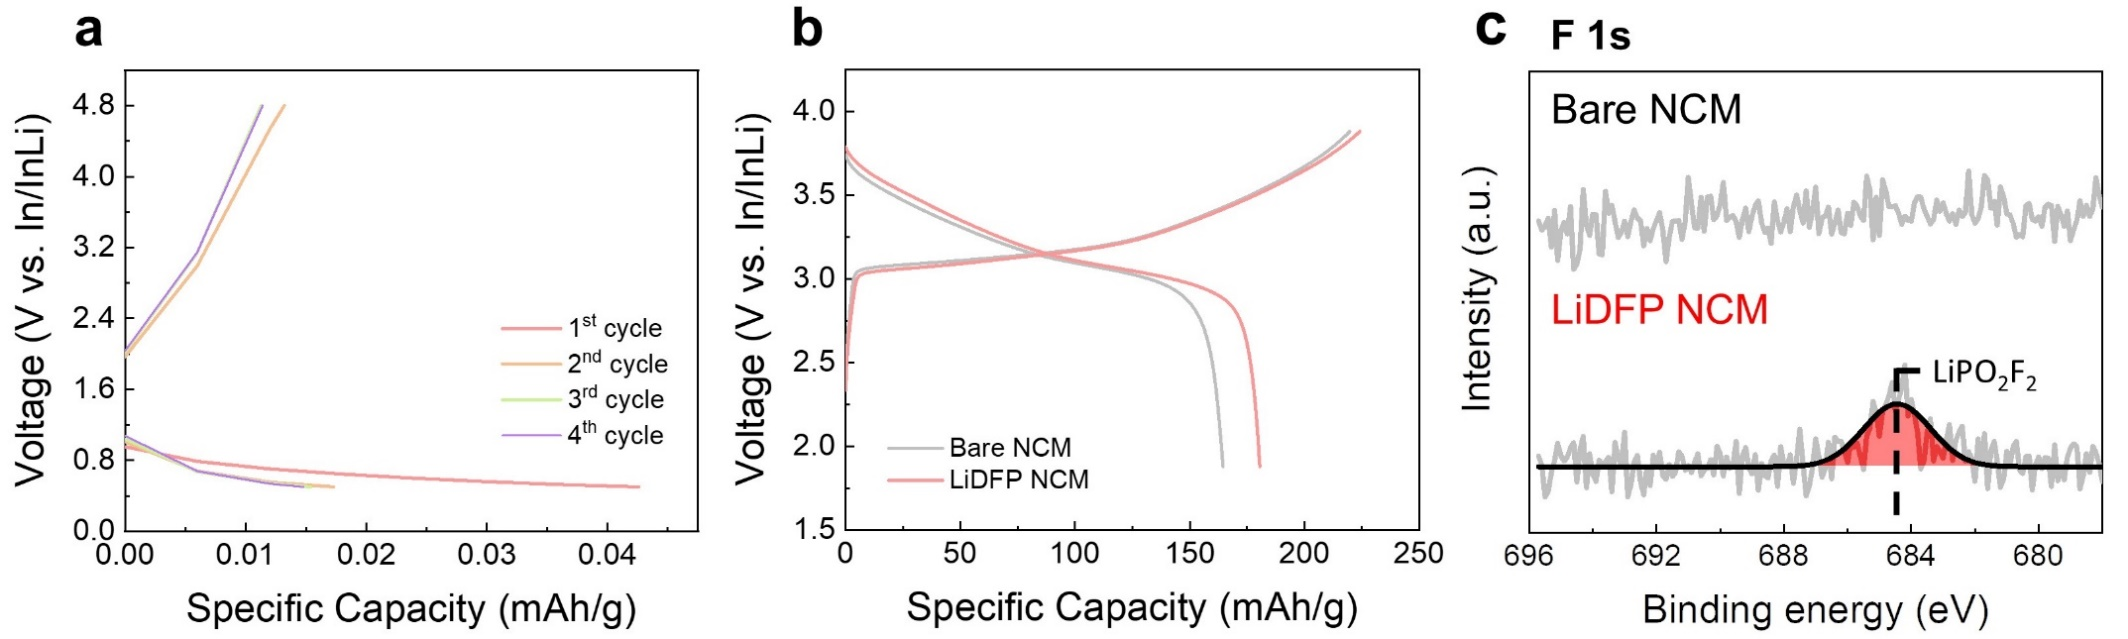 a
4.8
4.0
3.2
2.4
1.6
0.8
0.0
Voltage (V vs. In/InLi)
1st cycle
2nd cycle
3rd cycle
4th cycle
0.00 0.01 0.02 0.03 0.04
Specific Capacity (mAh/g)
b
4.0
3.5
3.0
2.5
2.0
1.5
Voltage (V vs. In/InLi)
Bare NCM
LiDFP NCM
0 50 100 150 200 250
Specific Capacity (mAh/g)
c F 1s
Intensity (a.u.)
Bare NCM
LiDFP NCM
LiPO₂F₂
696 692 688 684 680
Binding energy (eV)